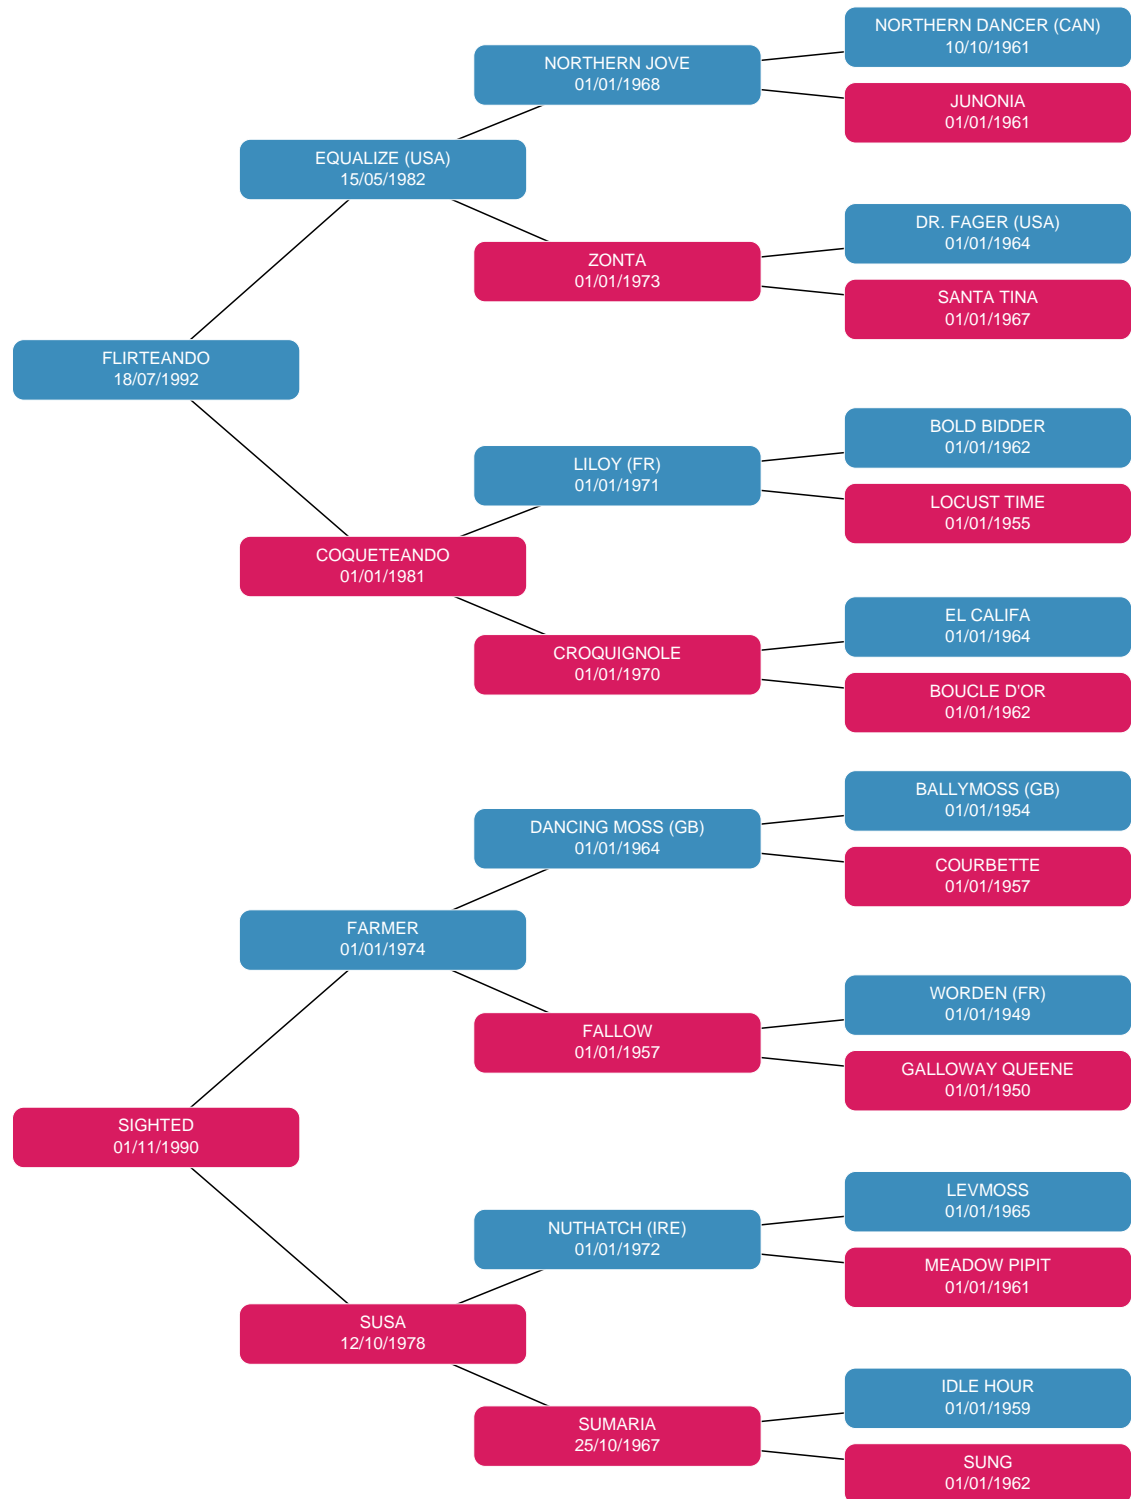 NORTHERN DANCER (CAN)
10/10/1961
NORTHERN JOVE
01/01/1968
JUNONIA
01/01/1961
EQUALIZE (USA)
15/05/1982
DR. FAGER (USA)
01/01/1964
ZONTA
01/01/1973
SANTA TINA
01/01/1967
FLIRTEANDO
18/07/1992
BOLD BIDDER
01/01/1962
LILOY (FR)
01/01/1971
LOCUST TIME
01/01/1955
COQUETEANDO
01/01/1981
EL CALIFA
01/01/1964
CROQUIGNOLE
01/01/1970
BOUCLE D'OR
01/01/1962
BALLYMOSS (GB)
01/01/1954
DANCING MOSS (GB)
01/01/1964
COURBETTE
01/01/1957
FARMER
01/01/1974
WORDEN (FR)
01/01/1949
FALLOW
01/01/1957
GALLOWAY QUEENE
01/01/1950
SIGHTED
01/11/1990
LEVMOSS
01/01/1965
NUTHATCH (IRE)
01/01/1972
MEADOW PIPIT
01/01/1961
SUSA
12/10/1978
IDLE HOUR
01/01/1959
SUMARIA
25/10/1967
SUNG
01/01/1962